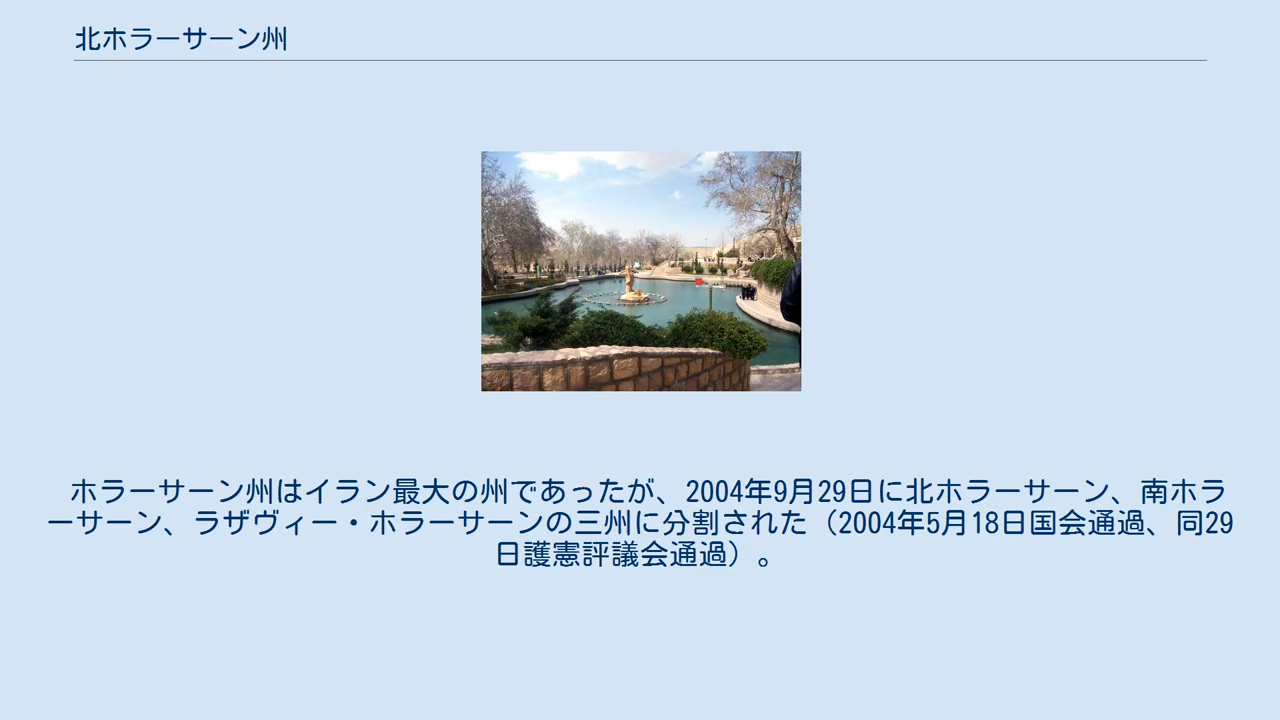 北ホラーサーン州
ホラーサーン州はイラン最大の州であったが、2004年9月29日に北ホラーサーン、南ホラ
ーサーン、ラザヴィー・ホラーサーンの三州に分割された（2004年5月18日国会通過、同29
日護憲評議会通過）。